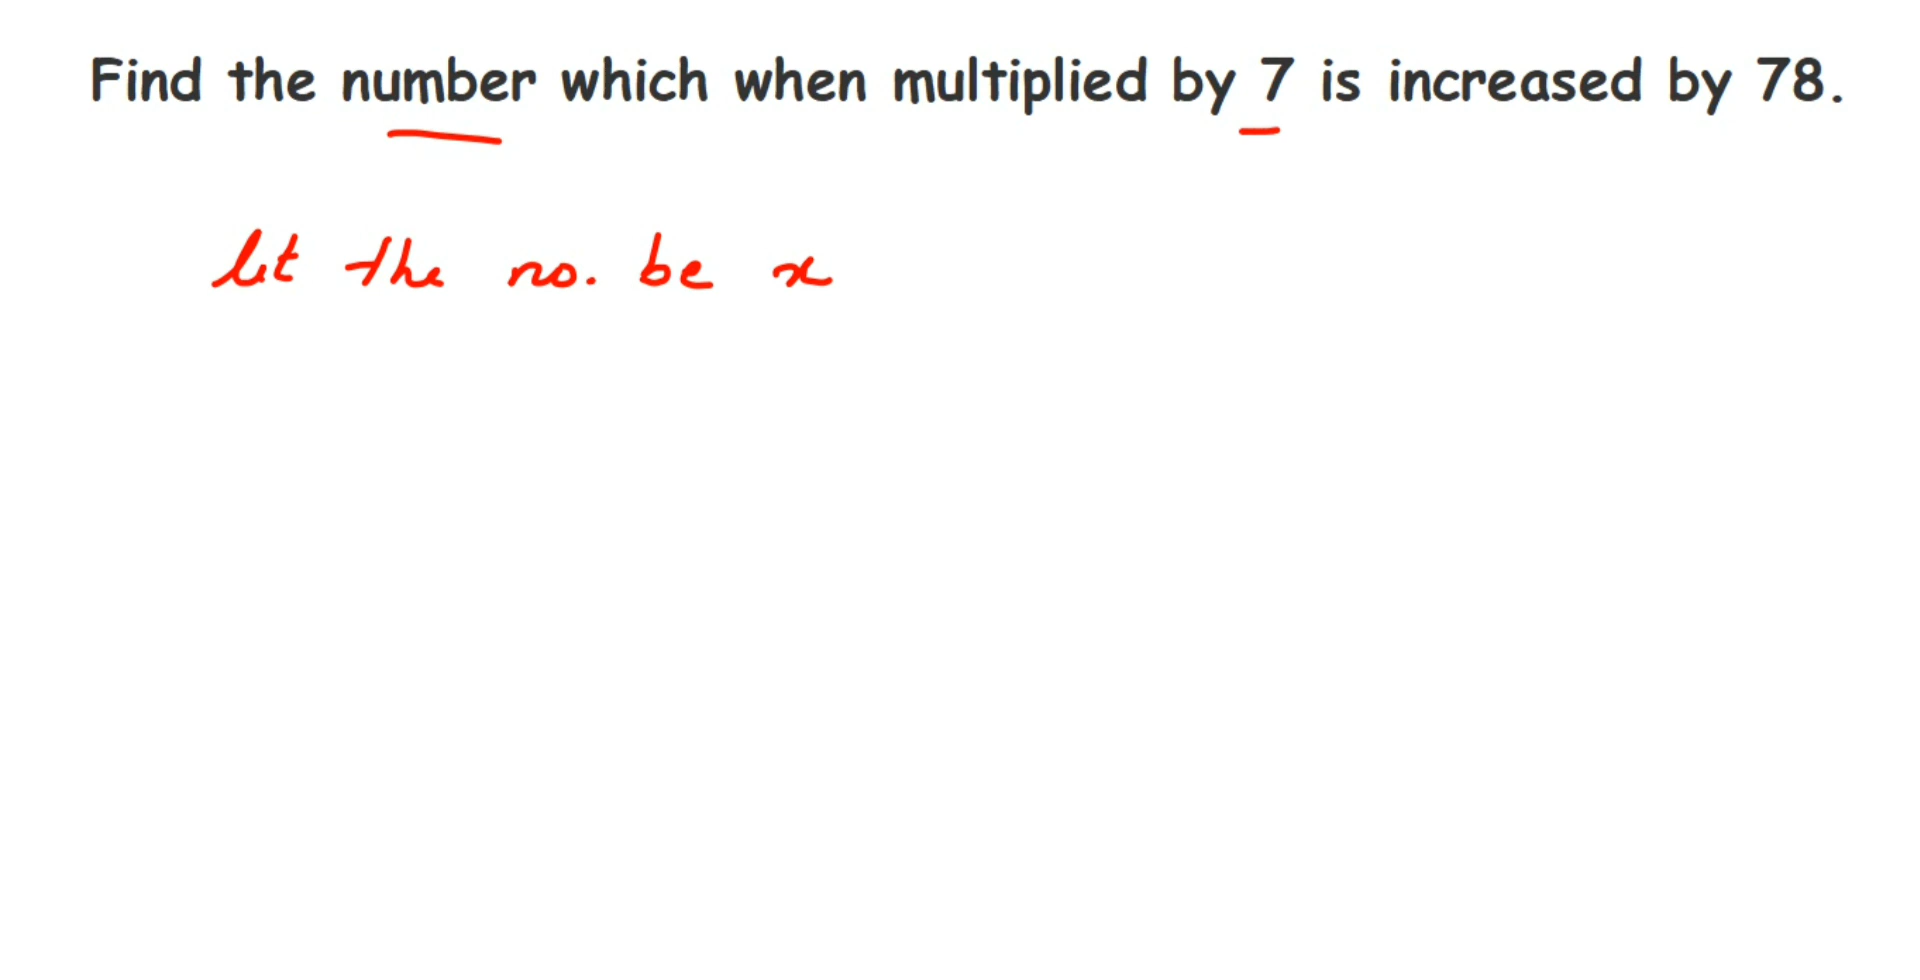 Find the number which when multiplied by 7 is increased by 78.
let the no. be x